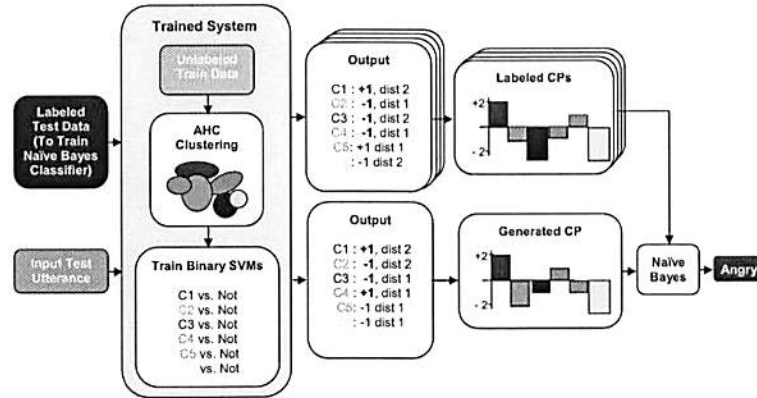 Trained System
Unlabeled
Train Data
AHC
Clustering
Train Binary SVMs
C1 vs. Not
C2 vs. Not
C3 vs. Not
C4 vs. Not
C5 vs. Not
vs. Not
Labeled
Test Data
(To Train
Naïve Bayes
Classifier)
Input Test
Utterance
Output
C1 : +1, dist 2
C2 : -1, dist 1
C3 : -1, dist 2
C4 : -1, dist 1
C5: +1 dist 1
: -1 dist 2
Labeled CPs
+2
- 2
Output
C1 : +1, dist 2
C2 : -1, dist 2
C3 : -1, dist 1
C4 : +1, dist 1
C5: -1 dist 1
: -1 dist 1
Generated CP
+2
- 2
Naïve
Bayes
Angry